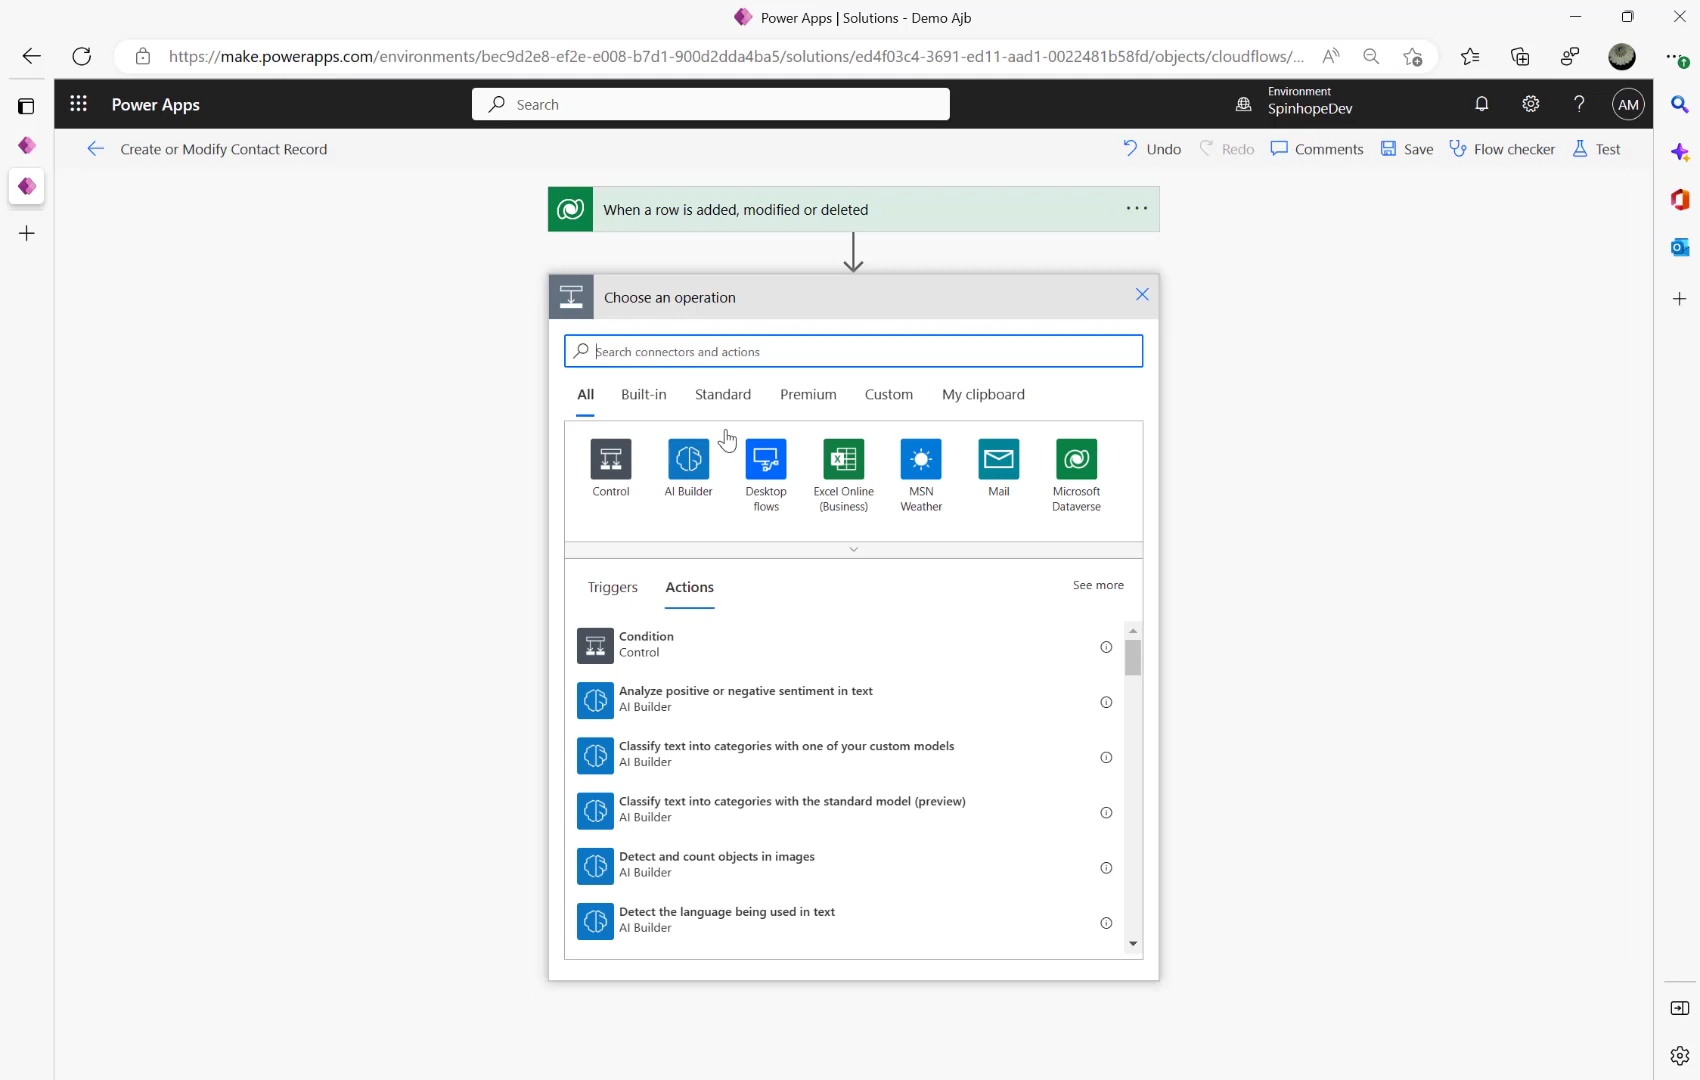 Power Apps | Solutions - Demo Ajb
https://make.powerapps.com/environments/bec9d2e8-ef2e-e008-b7d1-900d2dda4ba5/solutions/ed4f03c4-3691-ed11-aad1-0022481b58fd/objects/cloudflows/...
Power Apps
Search
Environment
SpinhopeDev
AM
Create or Modify Contact Record
Undo
Redo
Comments
Save
Flow checker
Test
When a row is added, modified or deleted
Choose an operation
Search connectors and actions
All
Built-in
Standard
Premium
Custom
My clipboard
Control
AI Builder
Desktop
flows
Excel Online
(Business)
MSN
Weather
Mail
Microsoft
Dataverse
Triggers
Actions
See more
Condition
Control
Analyze positive or negative sentiment in text
AI Builder
Classify text into categories with one of your custom models
AI Builder
Classify text into categories with the standard model (preview)
AI Builder
Detect and count objects in images
AI Builder
Detect the language being used in text
AI Builder